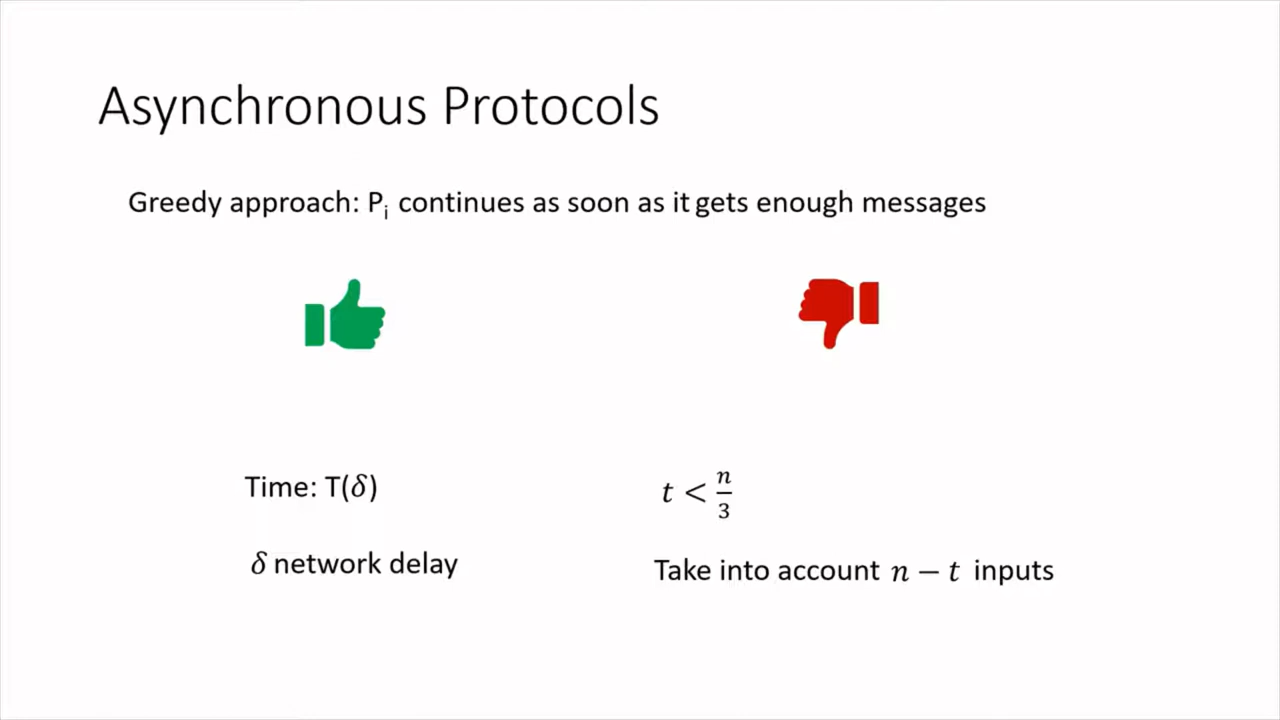 Asynchronous Protocols
Greedy approach: Pᵢ continues as soon as it gets enough messages
Time: T(𝛿)
𝛿 network delay
𝑡 < 𝑛/3
Take into account 𝑛 − 𝑡 inputs